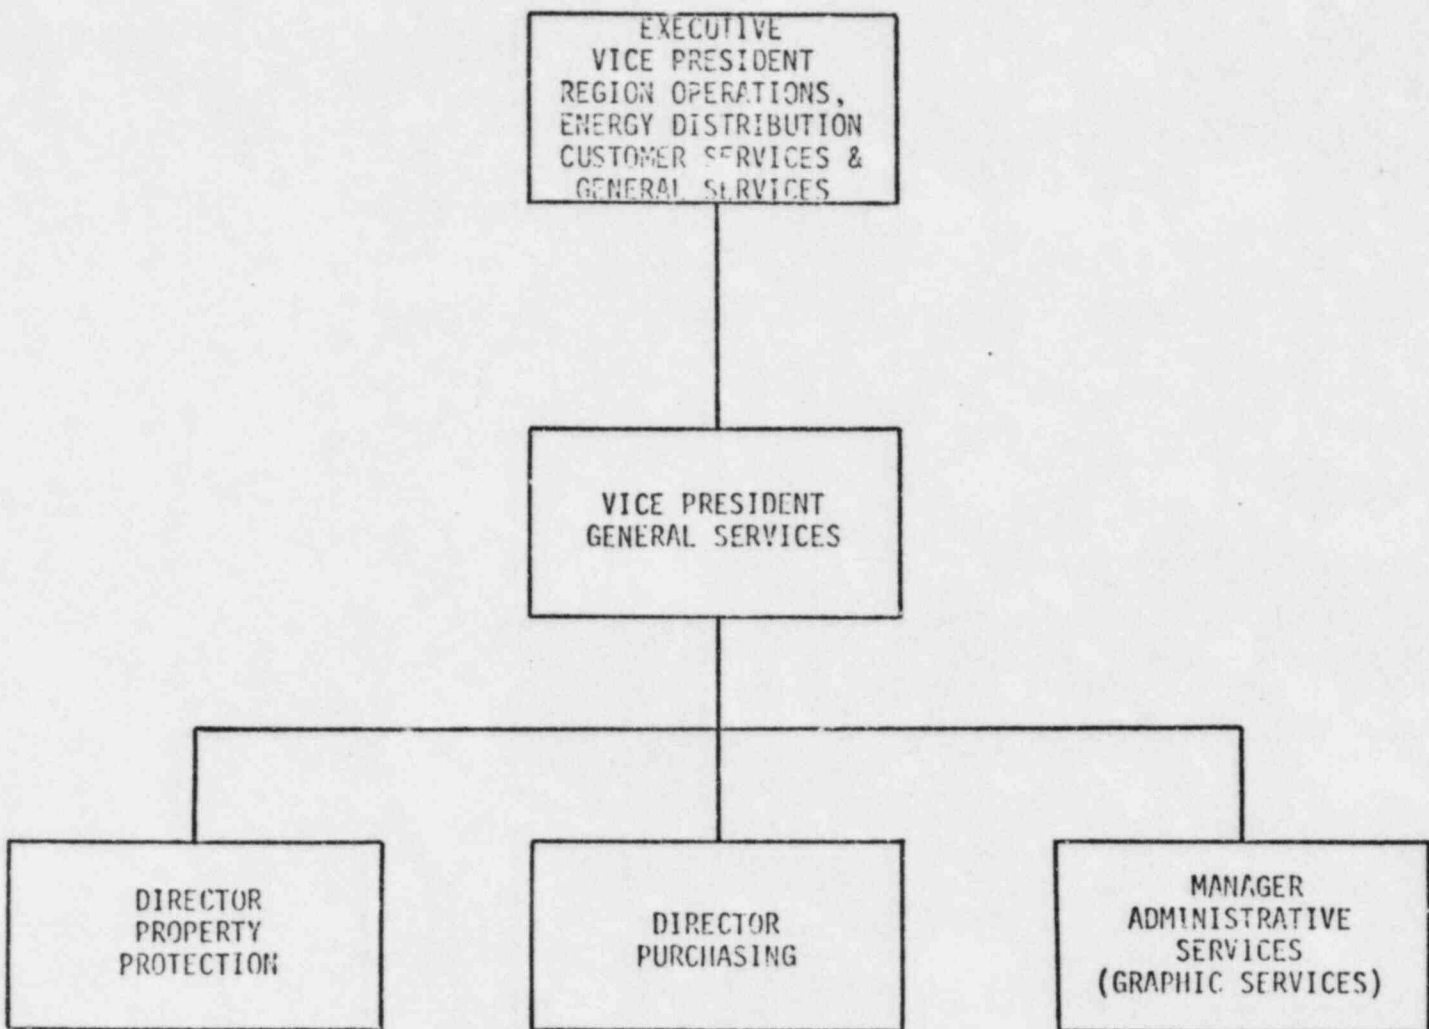 EXECUTIVE
VICE PRESIDENT
REGION OPERATIONS,
ENERGY DISTRIBUTION
CUSTOMER SERVICES &
GENERAL SERVICES
VICE PRESIDENT
GENERAL SERVICES
DIRECTOR
PROPERTY
PROTECTION
DIRECTOR
PURCHASING
MANAGER
ADMINISTRATIVE
SERVICES
(GRAPHIC SERVICES)